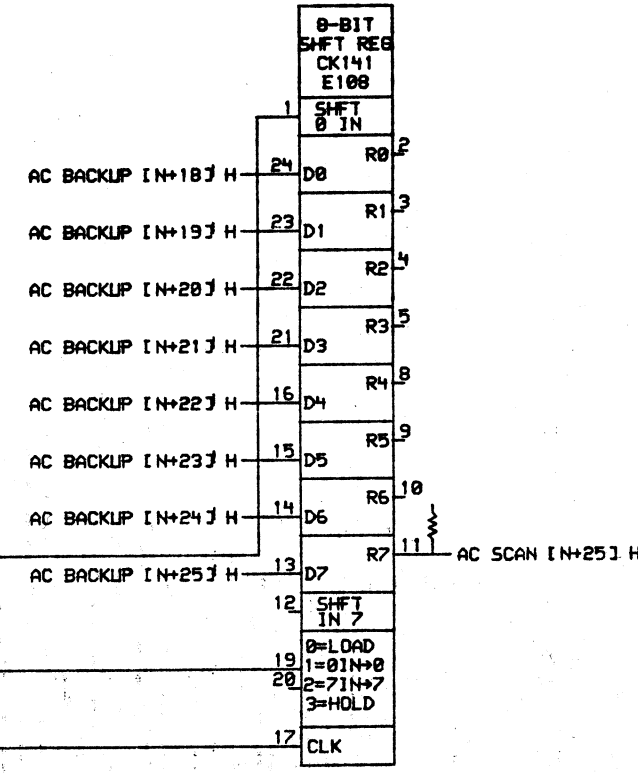 8-BIT
SHFT REG
CK141
E108
1 SHFT
0 IN
R0 2
AC BACKUP [N+18] H 24 D0
R1 3
AC BACKUP [N+19] H 23 D1
R2 4
AC BACKUP [N+20] H 22 D2
R3 5
AC BACKUP [N+21] H 21 D3
R4 8
AC BACKUP [N+22] H 16 D4
R5 9
AC BACKUP [N+23] H 15 D5
R6 10
AC BACKUP [N+24] H 14 D6
R7 11 AC SCAN [N+25] H
AC BACKUP [N+25] H 13 D7
12 SHFT
IN 7
0=LOAD
19 1=0IN→0
20 2=7IN→7
3=HOLD
17 CLK